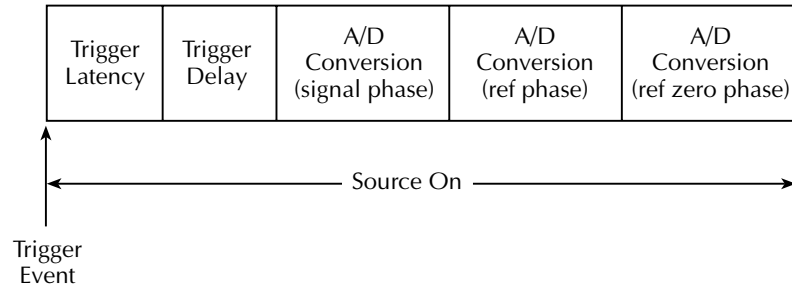 Trigger
Latency
Trigger
Delay
A/D
Conversion
(signal phase)
A/D
Conversion
(ref phase)
A/D
Conversion
(ref zero phase)
Source On
Trigger
Event